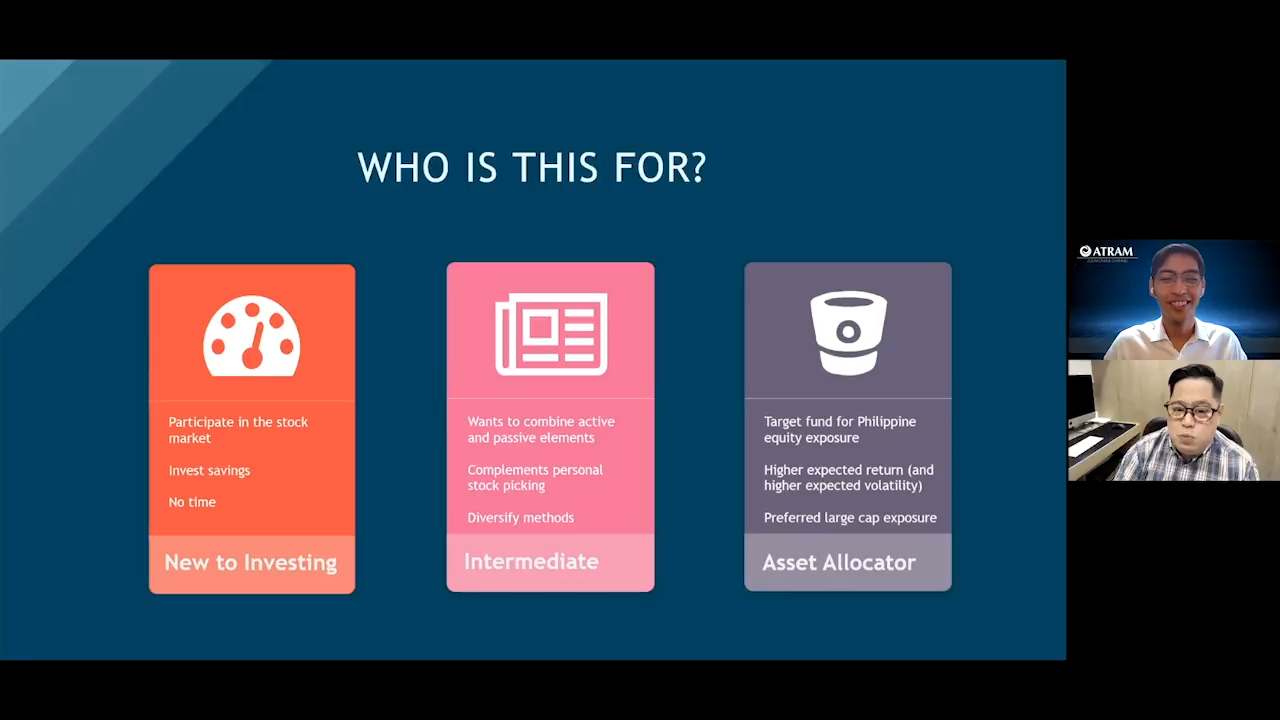 WHO IS THIS FOR?
Participate in the stock
market
Invest savings
No time
New to Investing
Wants to combine active
and passive elements
Complements personal
stock picking
Diversify methods
Intermediate
Target fund for Philippine
equity exposure
Higher expected return (and
higher expected volatility)
Preferred large cap exposure
Asset Allocator
ATRAM